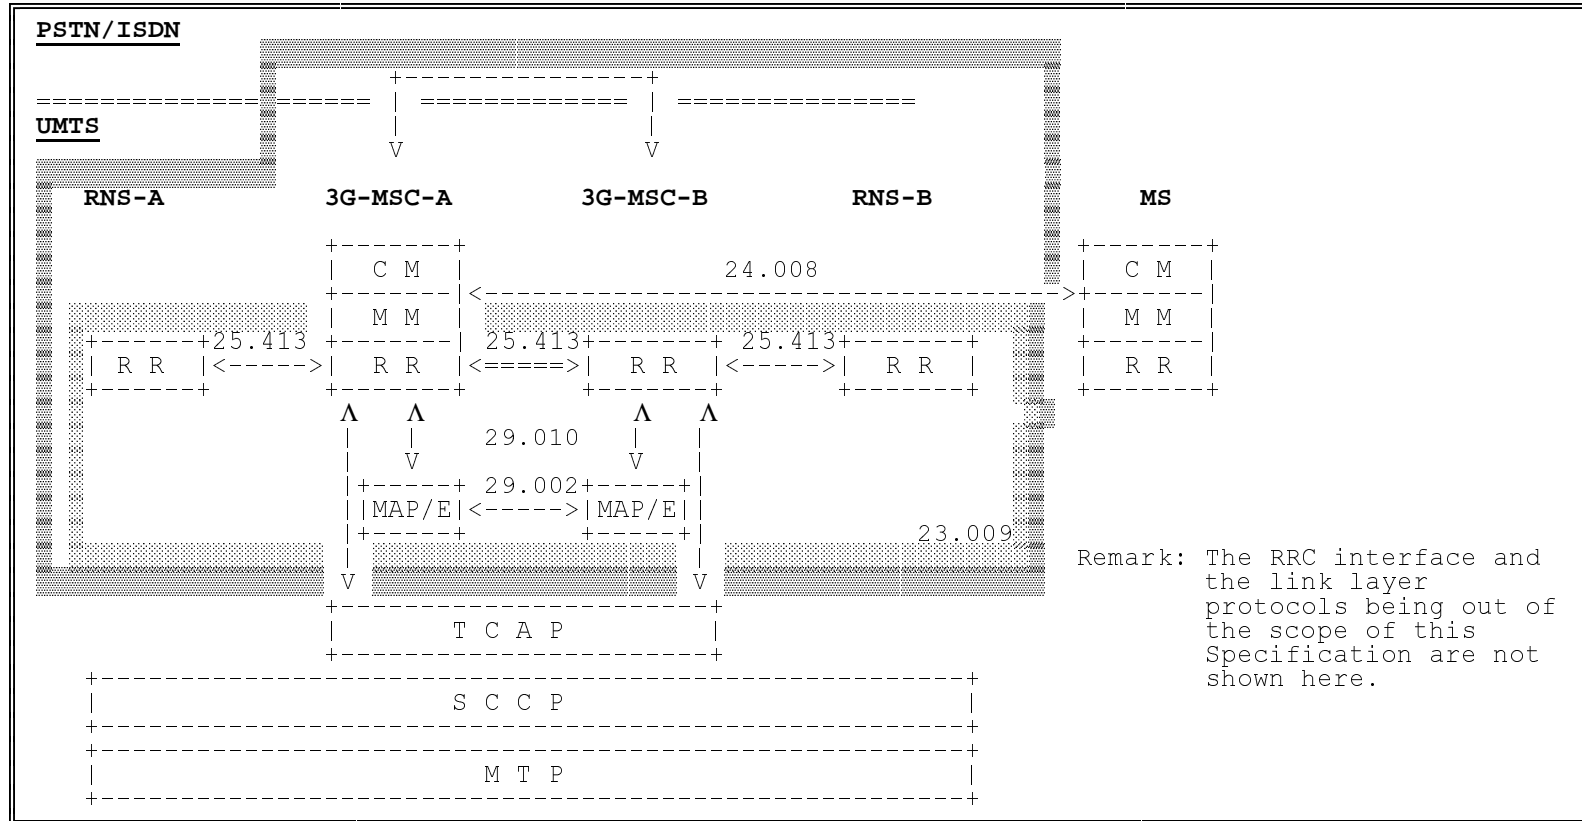 PSTN/ISDN
UMTS
V V
RNS-A 3G-MSC-A 3G-MSC-B RNS-B MS
C M 24.008 C M
M M M M
25.413 25.413 25.413
R R R R R R R R R R
Λ Λ Λ Λ
29.010
V V
29.002
MAP/E MAP/E
23.009
V V
T C A P
S C C P
M T P
Remark: The RRC interface and
the link layer
protocols being out of
the scope of this
Specification are not
shown here.